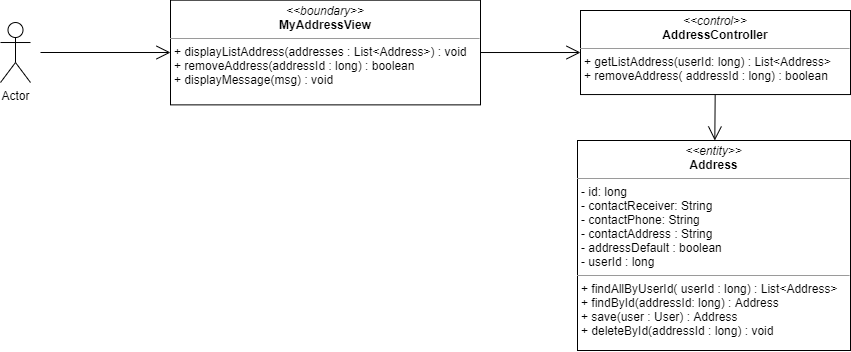 <<boundary>>
MyAddressView
+ displayListAddress(addresses : List<Address>) : void
+ removeAddress(addressId : long) : boolean
+ displayMessage(msg) : void
Actor
<<control>>
AddressController
+ getListAddress(userId: long) : List<Address>
+ removeAddress( addressId : long) : boolean
<<entity>>
Address
- id: long
- contactReceiver: String
- contactPhone: String
- contactAddress : String
- addressDefault : boolean
- userId : long
+ findAllByUserId( userId : long) : List<Address>
+ findById(addressId: long) : Address
+ save(user : User) : Address
+ deleteById(addressId : long) : void